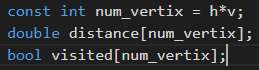 const int num_vertix = h*v;
double distance[num_vertix];
bool visited[num_vertix];